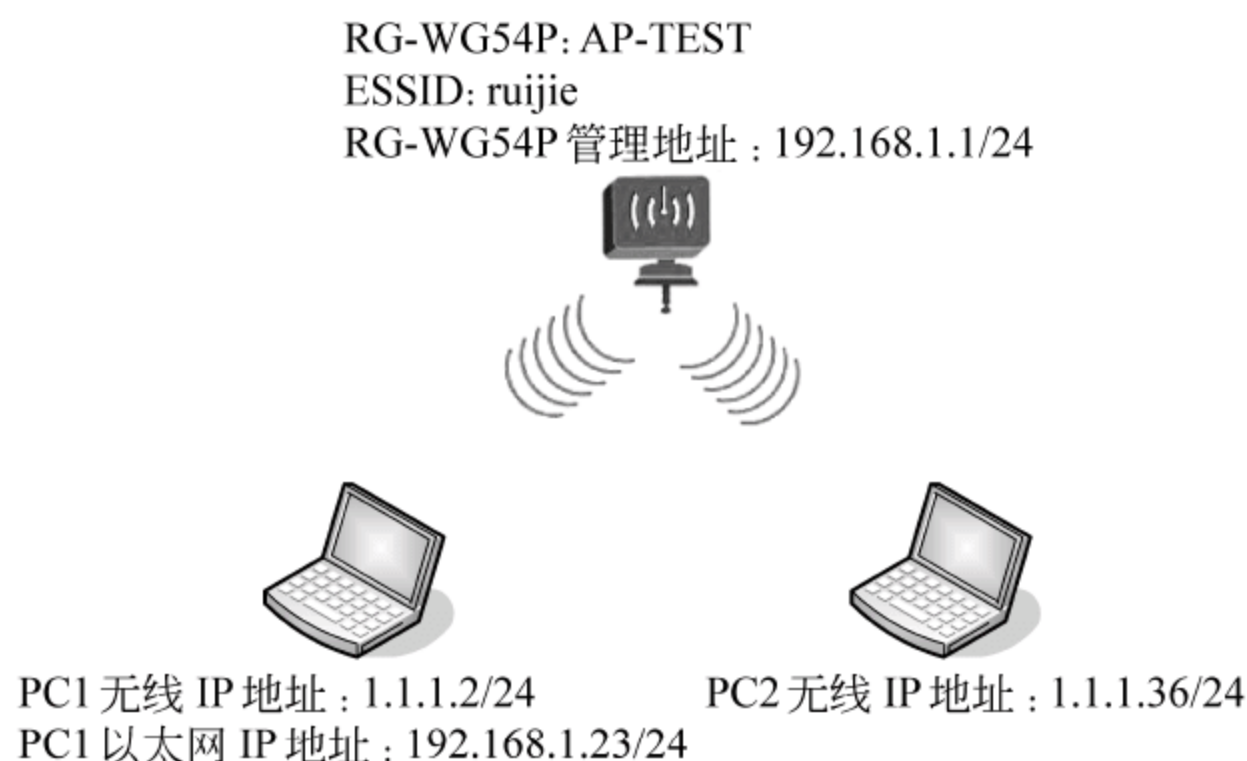 RG-WG54P: AP-TEST
ESSID: ruijie
RG-WG54P 管理地址：192.168.1.1/24
PC1 无线 IP 地址：1.1.1.2/24
PC2 无线 IP 地址：1.1.1.36/24
PC1 以太网 IP 地址：192.168.1.23/24